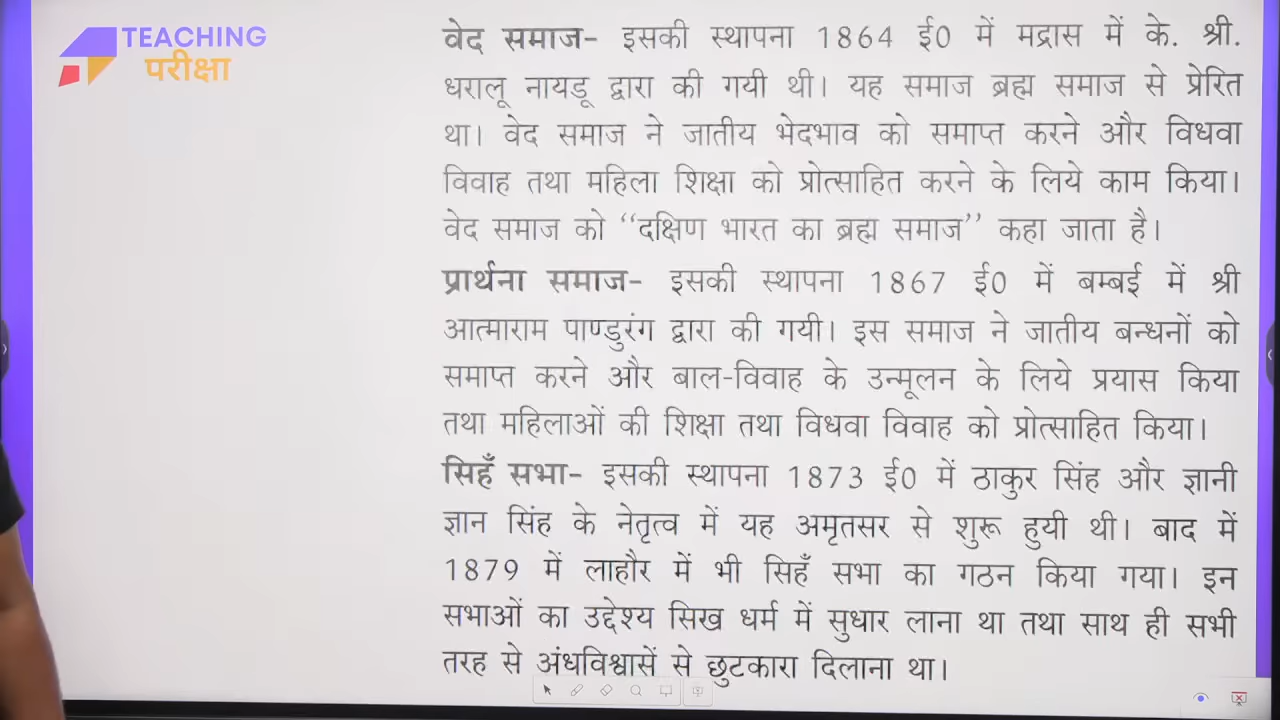 TEACHING
परीक्षा
वेद समाज- इसकी स्थापना 1864 ई0 में मद्रास में के. श्री.
धरालू नायडू द्वारा की गयी थी। यह समाज ब्रह्म समाज से प्रेरित
था। वेद समाज ने जातीय भेदभाव को समाप्त करने और विधवा
विवाह तथा महिला शिक्षा को प्रोत्साहित करने के लिये काम किया।
वेद समाज को “दक्षिण भारत का ब्रह्म समाज” कहा जाता है।
प्रार्थना समाज- इसकी स्थापना 1867 ई0 में बम्बई में श्री
आत्माराम पाण्डुरंग द्वारा की गयी। इस समाज ने जातीय बन्धनों को
समाप्त करने और बाल-विवाह के उन्मूलन के लिये प्रयास किया
तथा महिलाओं की शिक्षा तथा विधवा विवाह को प्रोत्साहित किया।
सिहँ सभा- इसकी स्थापना 1873 ई0 में ठाकुर सिंह और ज्ञानी
ज्ञान सिंह के नेतृत्व में यह अमृतसर से शुरू हुयी थी। बाद में
1879 में लाहौर में भी सिहँ सभा का गठन किया गया। इन
सभाओं का उद्देश्य सिख धर्म में सुधार लाना था तथा साथ ही सभी
तरह से अंधविश्वासें से छुटकारा दिलाना था।